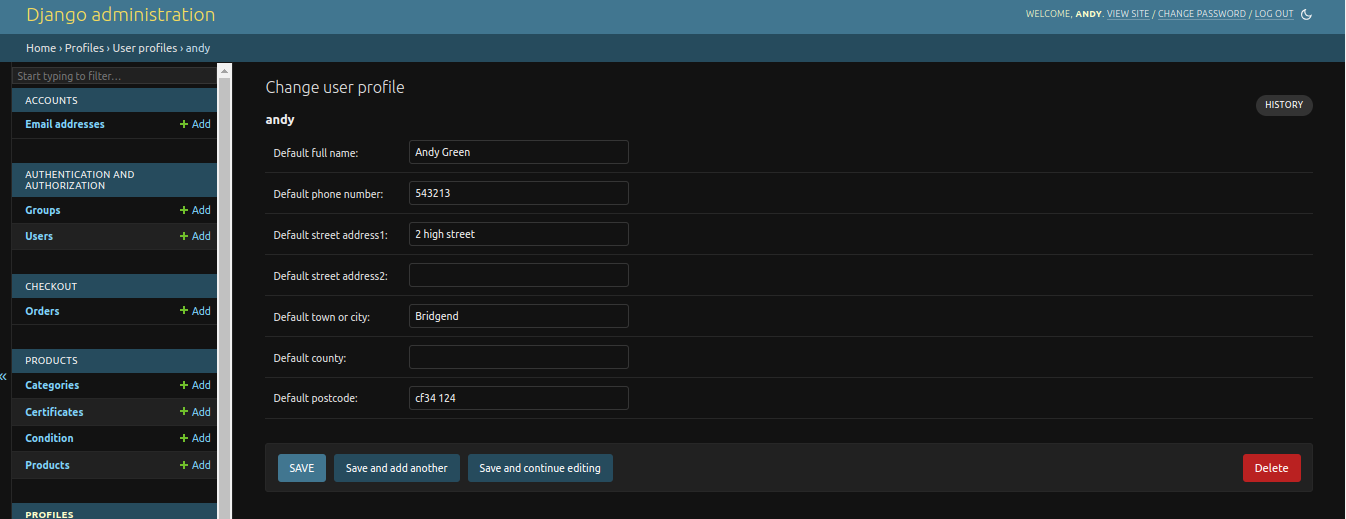 Django administration
WELCOME, ANDY. VIEW SITE / CHANGE PASSWORD / LOG OUT
Home › Profiles › User profiles › andy
Start typing to filter...
ACCOUNTS
Email addresses + Add
AUTHENTICATION AND
AUTHORIZATION
Groups + Add
Users + Add
CHECKOUT
Orders + Add
PRODUCTS
Categories + Add
Certificates + Add
Condition + Add
Products + Add
PROFILES
«
Change user profile
HISTORY
andy
Default full name: Andy Green
Default phone number: 543213
Default street address1: 2 high street
Default street address2:
Default town or city: Bridgend
Default county:
Default postcode: cf34 124
SAVE Save and add another Save and continue editing Delete